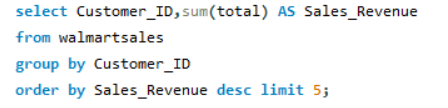 select Customer_ID,sum(total) AS Sales_Revenue
from walmartsales
group by Customer_ID
order by Sales_Revenue desc limit 5;